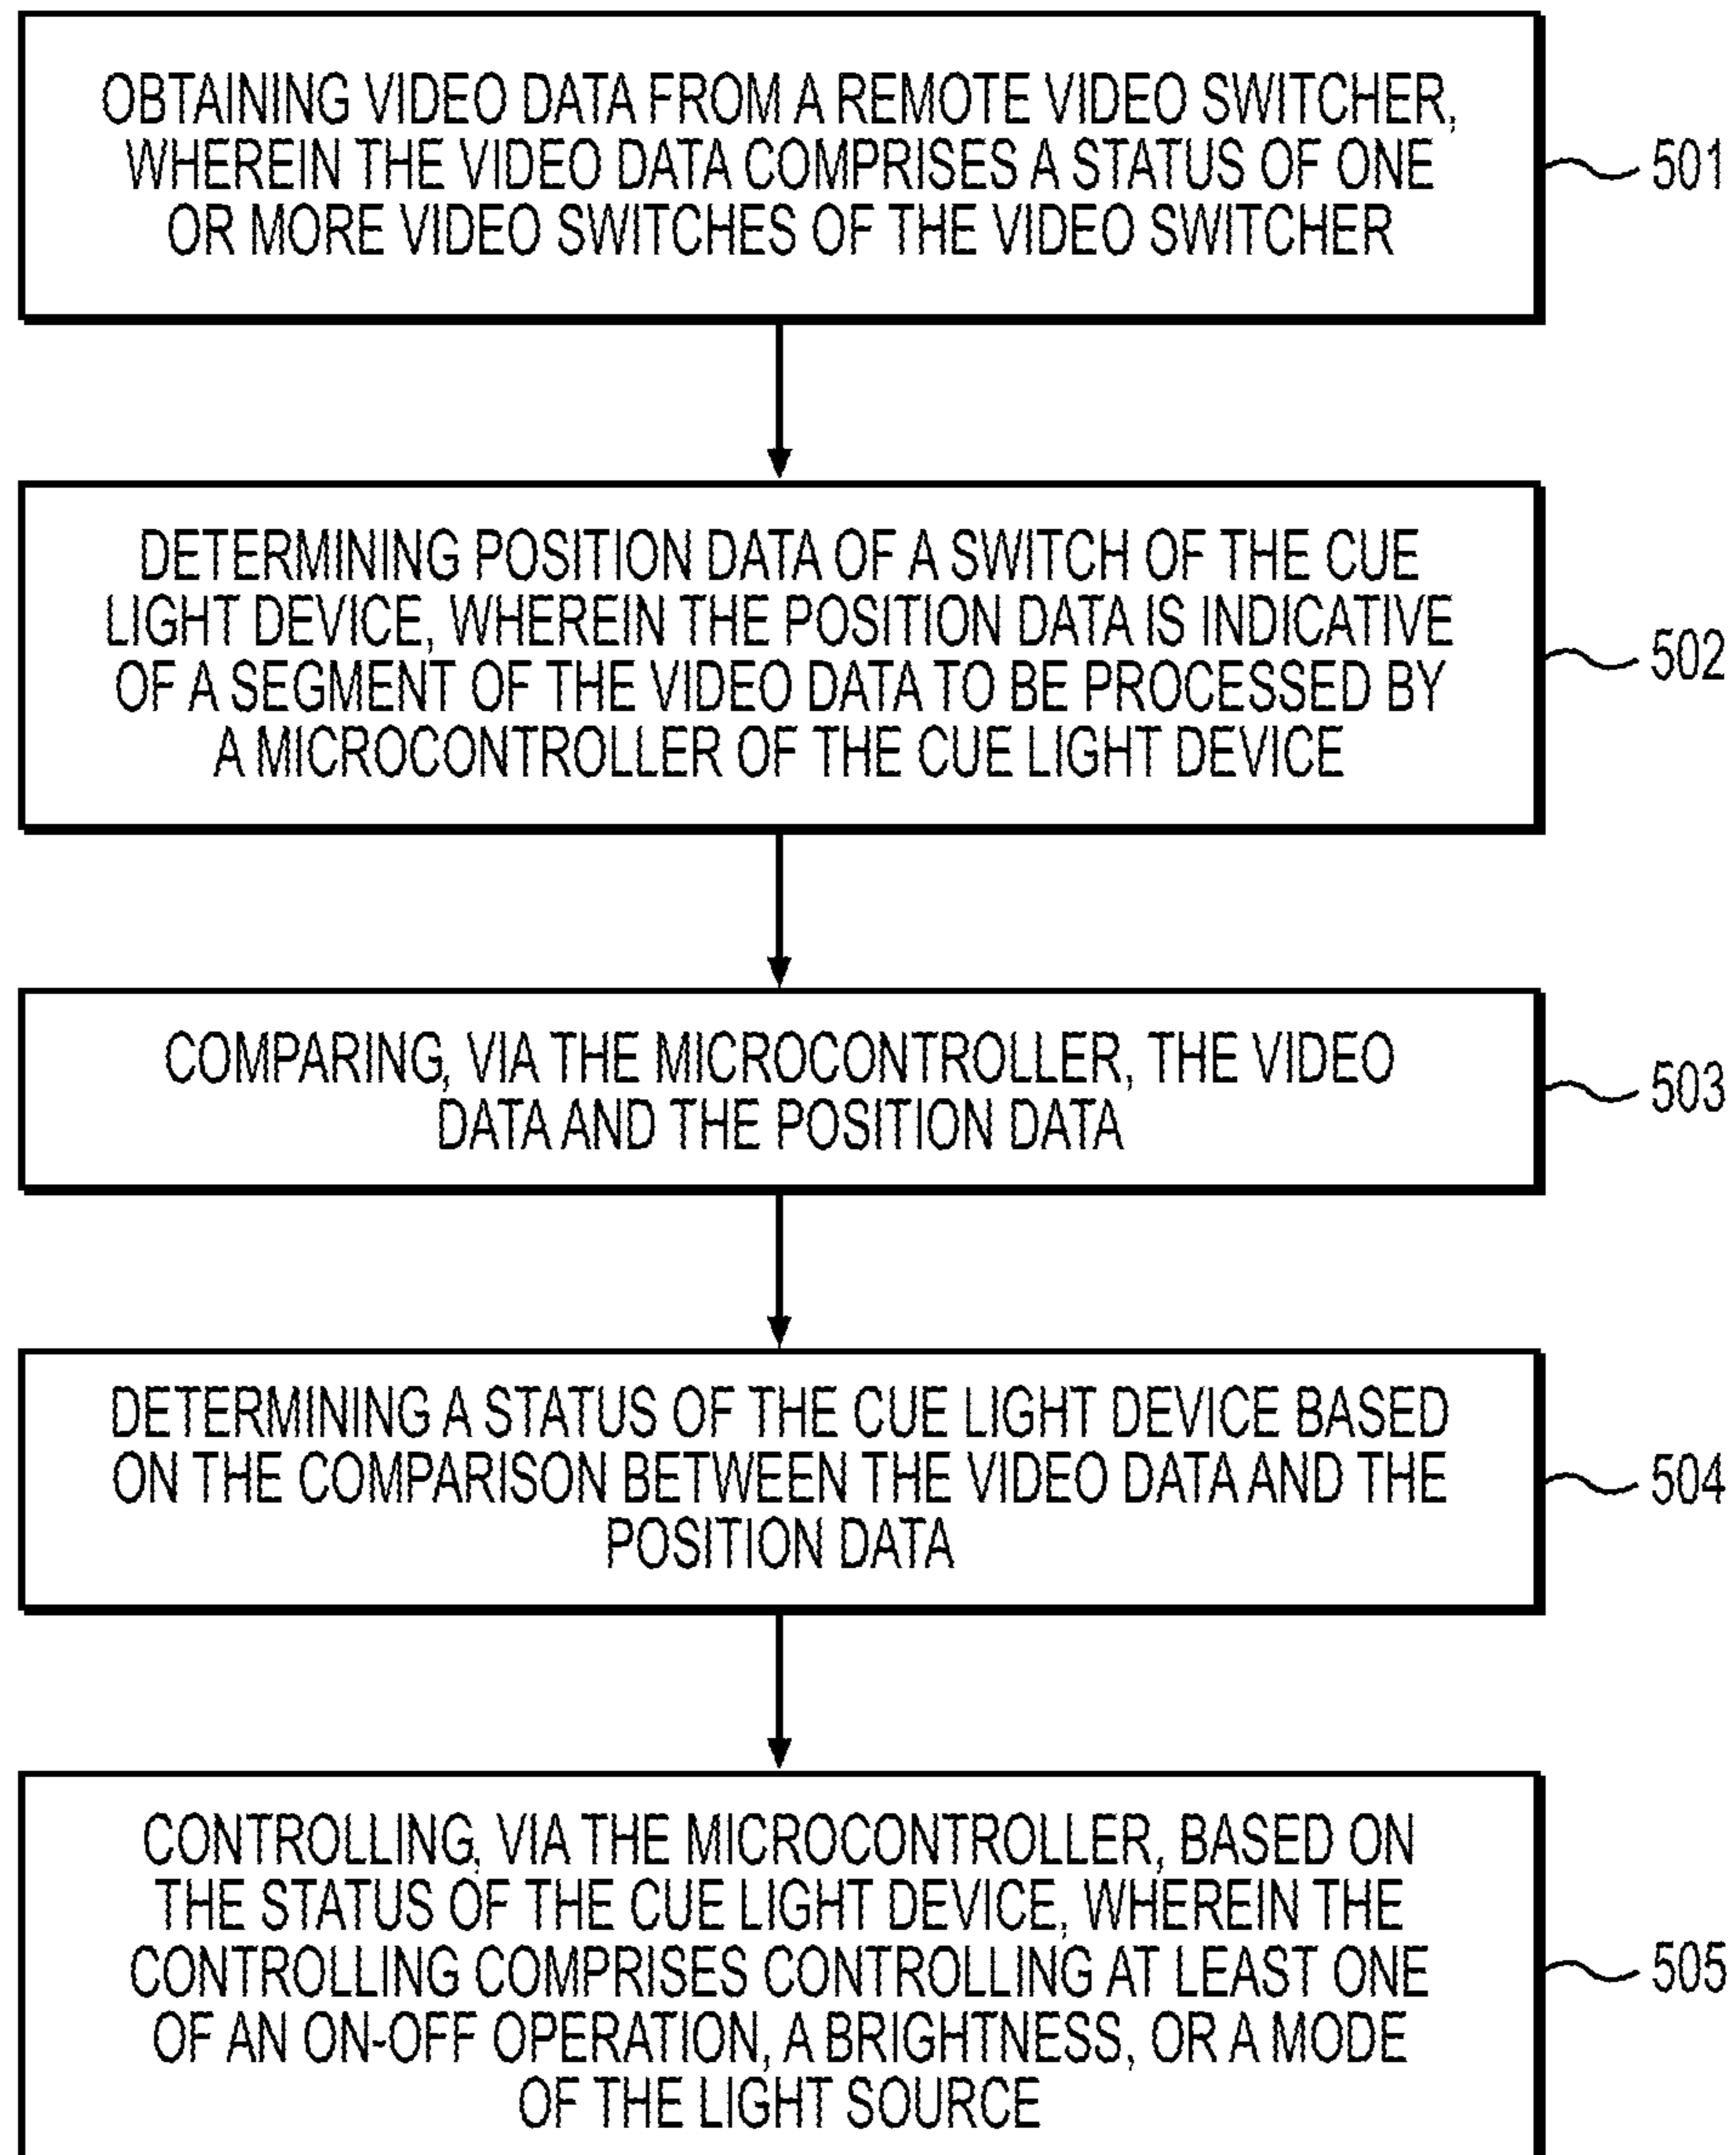 OBTAINING VIDEO DATA FROM A REMOTE VIDEO SWITCHER,
WHEREIN THE VIDEO DATA COMPRISES A STATUS OF ONE
OR MORE VIDEO SWITCHES OF THE VIDEO SWITCHER
501
DETERMINING POSITION DATA OF A SWITCH OF THE CUE
LIGHT DEVICE, WHEREIN THE POSITION DATA IS INDICATIVE
OF A SEGMENT OF THE VIDEO DATA TO BE PROCESSED BY
A MICROCONTROLLER OF THE CUE LIGHT DEVICE
502
COMPARING, VIA THE MICROCONTROLLER, THE VIDEO
DATA AND THE POSITION DATA
503
DETERMINING A STATUS OF THE CUE LIGHT DEVICE BASED
ON THE COMPARISON BETWEEN THE VIDEO DATA AND THE
POSITION DATA
504
CONTROLLING, VIA THE MICROCONTROLLER, BASED ON
THE STATUS OF THE CUE LIGHT DEVICE, WHEREIN THE
CONTROLLING COMPRISES CONTROLLING AT LEAST ONE
OF AN ON-OFF OPERATION, A BRIGHTNESS, OR A MODE
OF THE LIGHT SOURCE
505